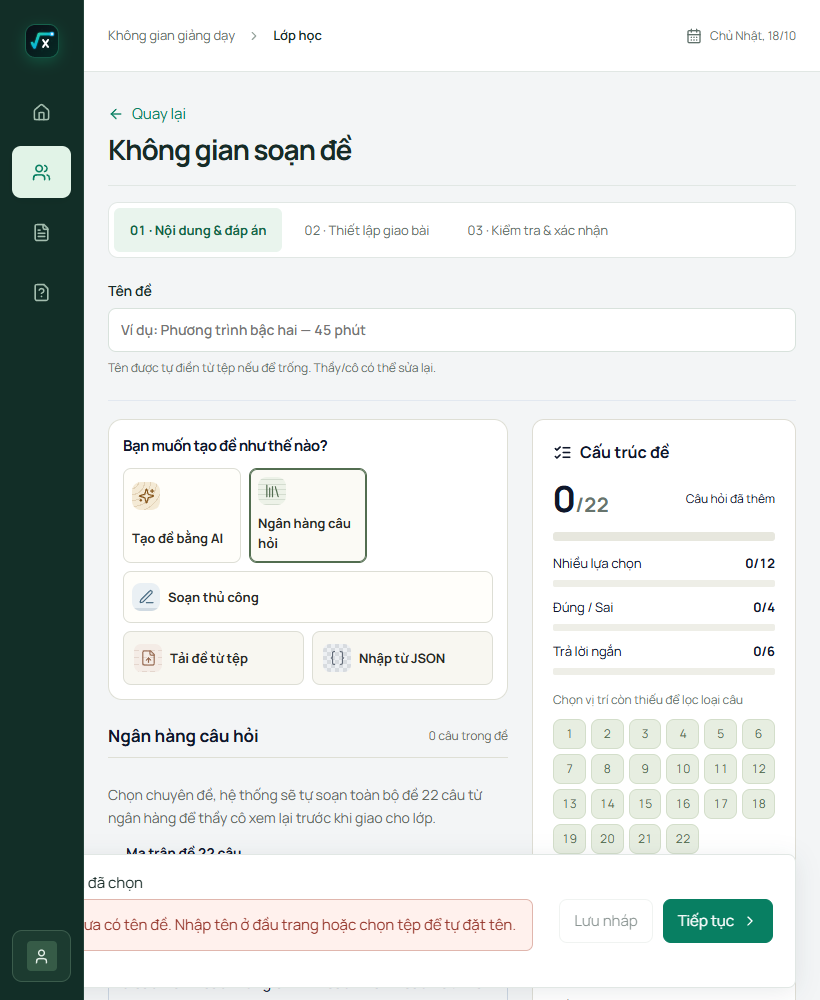 √x
Không gian giảng dạy > Lớp học
Chủ Nhật, 18/10
Quay lại
Không gian soạn đề
01 · Nội dung & đáp án
02 · Thiết lập giao bài
03 · Kiểm tra & xác nhận
Tên đề
Ví dụ: Phương trình bậc hai — 45 phút
Tên được tự điền từ tệp nếu để trống. Thầy/cô có thể sửa lại.
Bạn muốn tạo đề như thế nào?
Tạo đề bằng AI
Ngân hàng câu
hỏi
Soạn thủ công
Tải đề từ tệp
Nhập từ JSON
Ngân hàng câu hỏi
0 câu trong đề
Chọn chuyên đề, hệ thống sẽ tự soạn toàn bộ đề 22 câu từ
ngân hàng để thầy cô xem lại trước khi giao cho lớp.
Ma trận đề 22 câu
Cấu trúc đề
0/22
Câu hỏi đã thêm
Nhiều lựa chọn
0/12
Đúng / Sai
0/4
Trả lời ngắn
0/6
Chọn vị trí còn thiếu để lọc loại câu
1 2 3 4 5 6
7 8 9 10 11 12
13 14 15 16 17 18
19 20 21 22
đã chọn
có tên đề. Nhập tên ở đầu trang hoặc chọn tệp để tự đặt tên.
Lưu nháp
Tiếp tục